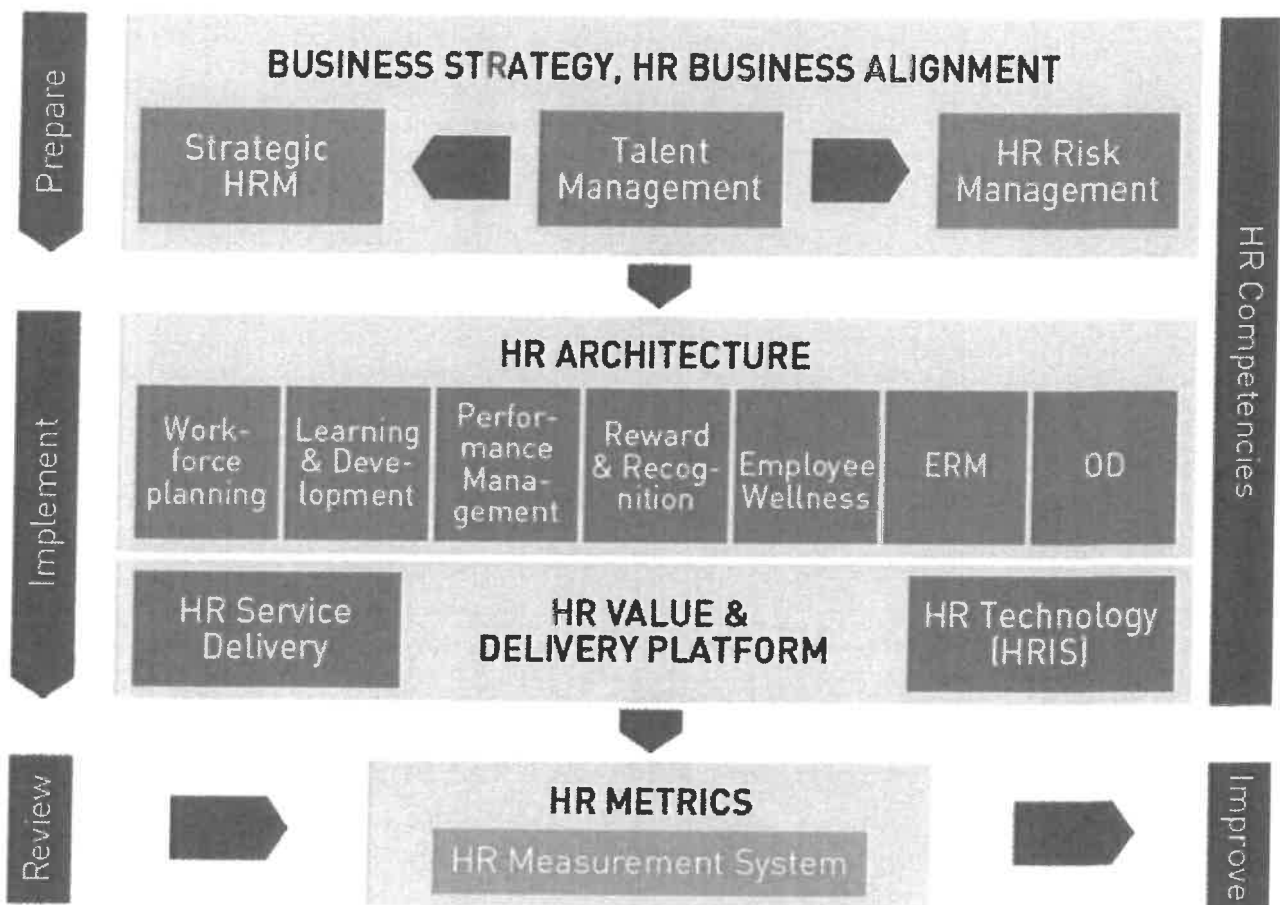 Prepare
BUSINESS STRATEGY, HR BUSINESS ALIGNMENT
Strategic
HRM
Talent
Management
HR Risk
Management
HR Competencies
Implement
HR ARCHITECTURE
Work-
force
planning
Learning
& Deve-
lopment
Perfor-
mance
Mana-
gement
Reward
& Recog-
nition
Employee
Wellness
ERM
OD
HR Service
Delivery
HR VALUE &
DELIVERY PLATFORM
HR Technology
(HRIS)
Review
HR METRICS
HR Measurement System
Improve